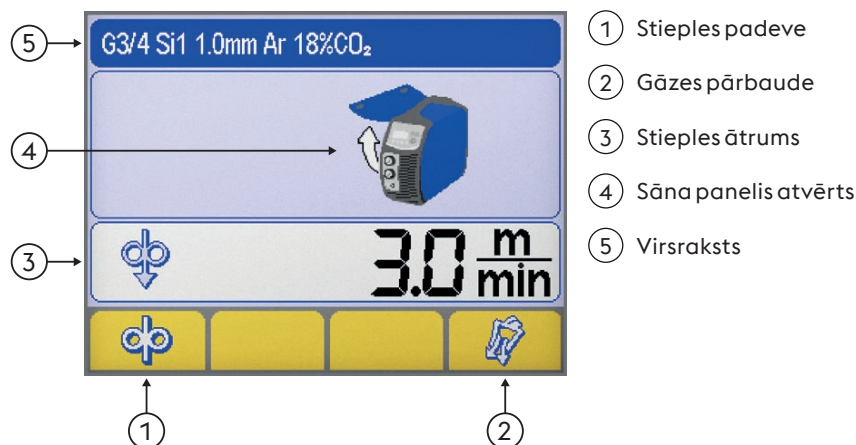 5
G3/4 Si1 1.0mm Ar 18%CO₂
4
3
3.0 m/min
1
2
1 Stieples padeve
2 Gāzes pārbaude
3 Stieples ātrums
4 Sāna panelis atvērts
5 Virsraksts